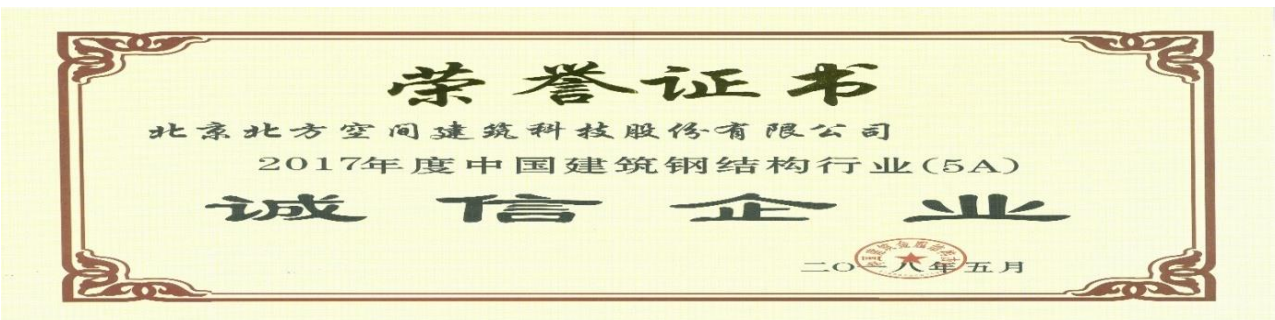 荣誉证书
北京北方空间建筑科技股份有限公司
2017年度中国建筑钢结构行业(5A)
诚信企业
二〇一八年五月